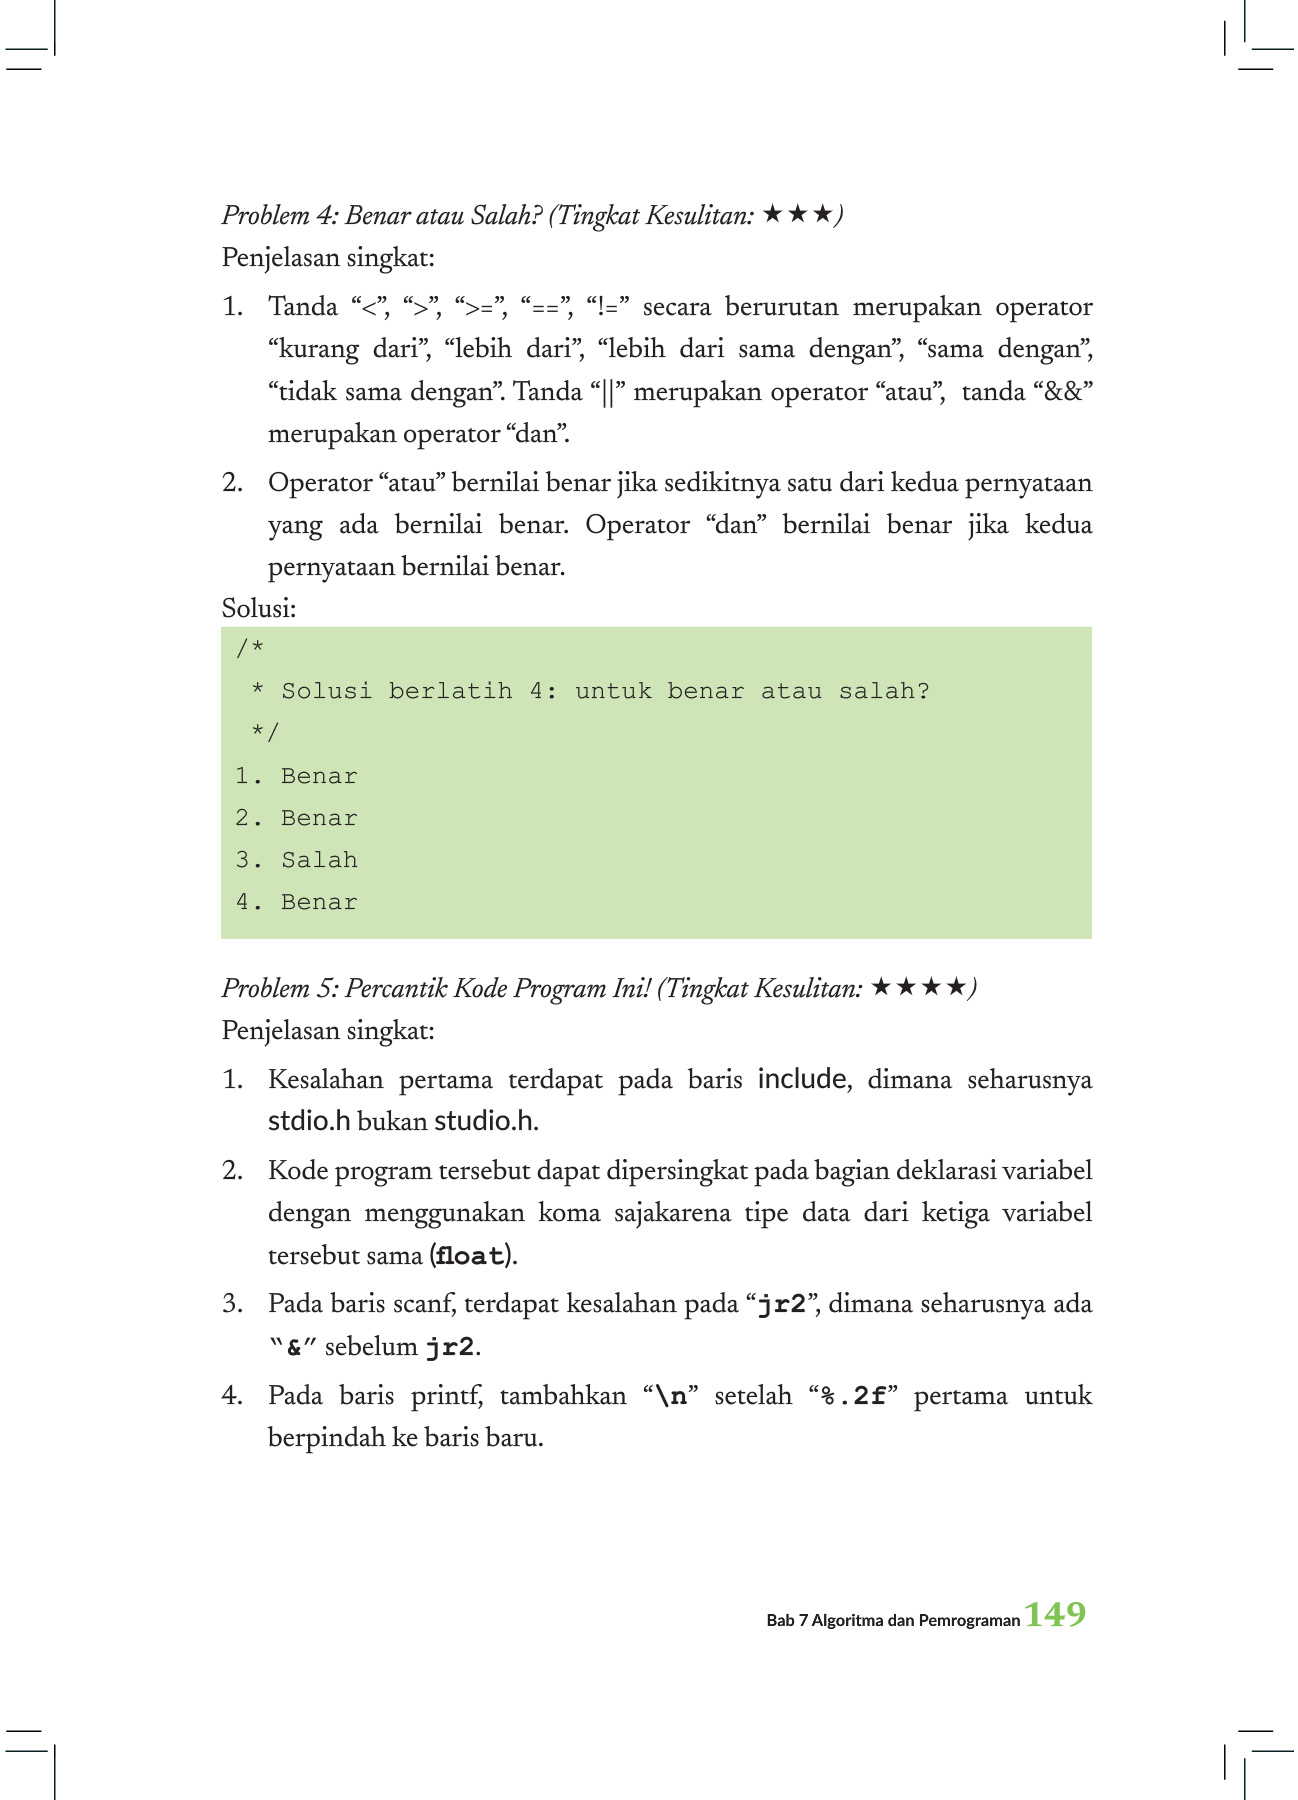 Problem 4: Benar atau Salah? (Tingkat Kesulitan: ★★★)
Penjelasan singkat:
1. Tanda “<”, “>”, “>=”, “==”, “!=” secara berurutan merupakan operator
“kurang dari”, “lebih dari”, “lebih dari sama dengan”, “sama dengan”,
“tidak sama dengan”. Tanda “||” merupakan operator “atau”, tanda “&&”
merupakan operator “dan”.
2. Operator “atau” bernilai benar jika sedikitnya satu dari kedua pernyataan
yang ada bernilai benar. Operator “dan” bernilai benar jika kedua
pernyataan bernilai benar.
Solusi:
/*
* Solusi berlatih 4: untuk benar atau salah?
*/
1. Benar
2. Benar
3. Salah
4. Benar
Problem 5: Percantik Kode Program Ini! (Tingkat Kesulitan: ★★★★)
Penjelasan singkat:
1. Kesalahan pertama terdapat pada baris include, dimana seharusnya
stdio.h bukan studio.h.
2. Kode program tersebut dapat dipersingkat pada bagian deklarasi variabel
dengan menggunakan koma sajakarena tipe data dari ketiga variabel
tersebut sama (float).
3. Pada baris scanf, terdapat kesalahan pada “jr2”, dimana seharusnya ada
“&” sebelum jr2.
4. Pada baris printf, tambahkan “\n” setelah “%.2f” pertama untuk
berpindah ke baris baru.
Bab 7 Algoritma dan Pemrograman 149